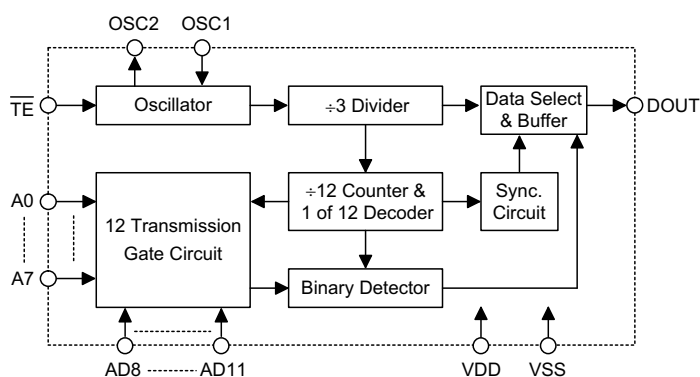 OSC2 OSC1
T̅E̅ Oscillator ÷3 Divider Data Select
& Buffer DOUT
A0 12 Transmission
Gate Circuit ÷12 Counter &
1 of 12 Decoder Sync.
Circuit
A7 Binary Detector
AD8 AD11 VDD VSS